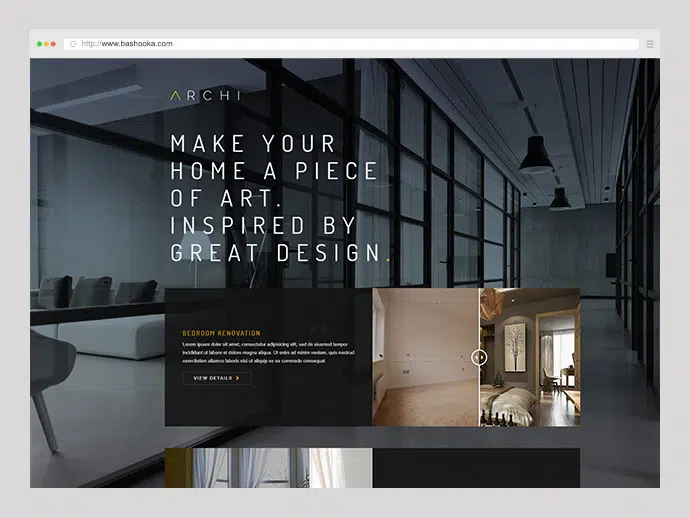 http://www.bashooka.com
ARCHI
MAKE YOUR
HOME A PIECE
OF ART.
INSPIRED BY
GREAT DESIGN.
BEDROOM RENOVATION
Lorem ipsum dolor sit amet, consectetur adipisicing elit, sed do eiusmod tempor
incididunt ut labore et dolore magna aliqua. Ut enim ad minim veniam, quis nostrud
exercitation ullamco laboris nisi ut aliquip ex ea commodo consequat
VIEW DETAILS